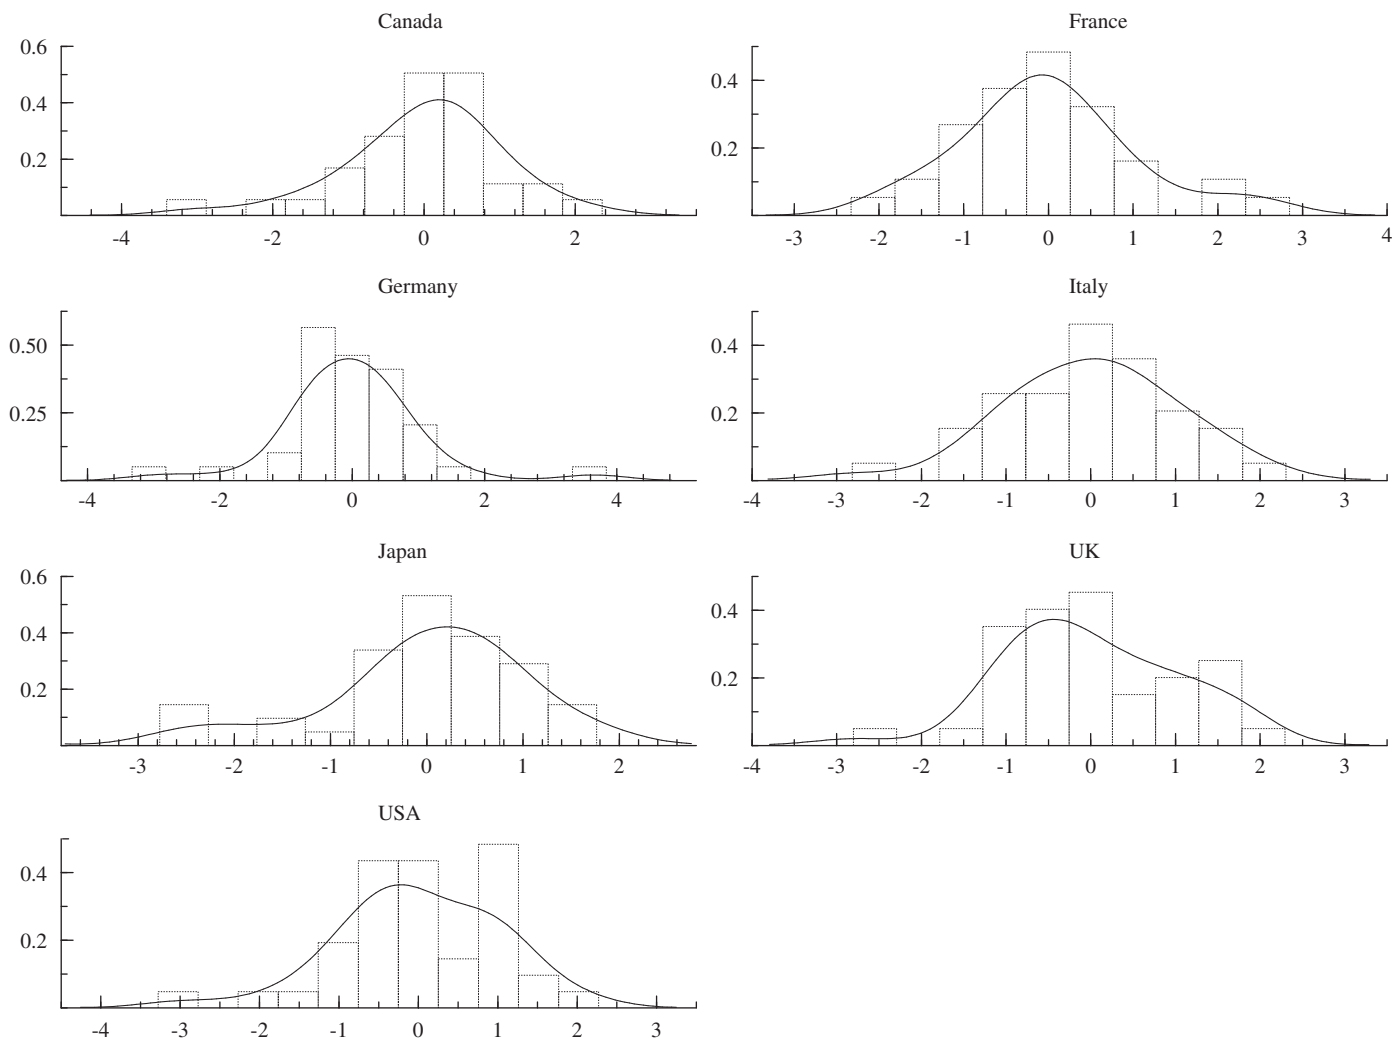 Canada France
0.6
0.4 0.4
0.2 0.2
-4 -2 0 2 -3 -2 -1 0 1 2 3 4
Germany Italy
0.50 0.4
0.25 0.2
-4 -2 0 2 4 -4 -3 -2 -1 0 1 2 3
Japan UK
0.6
0.4 0.4
0.2 0.2
-3 -2 -1 0 1 2 -4 -3 -2 -1 0 1 2 3
USA
0.4
0.2
-4 -3 -2 -1 0 1 2 3